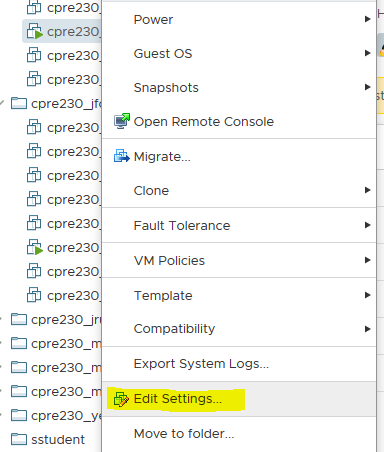 cpre230_
Power
cpre230_
Guest OS
cpre230_
cpre230_
Snapshots
cpre230_jfo
Open Remote Console
cpre230_
Migrate...
cpre230_
cpre230_
Clone
cpre230_
Fault Tolerance
cpre230_
cpre230_
VM Policies
cpre230_
Template
cpre230_
cpre230_jru
Compatibility
cpre230_m
Export System Logs...
cpre230_m
cpre230_m
Edit Settings...
cpre230_ye
sstudent
Move to folder...